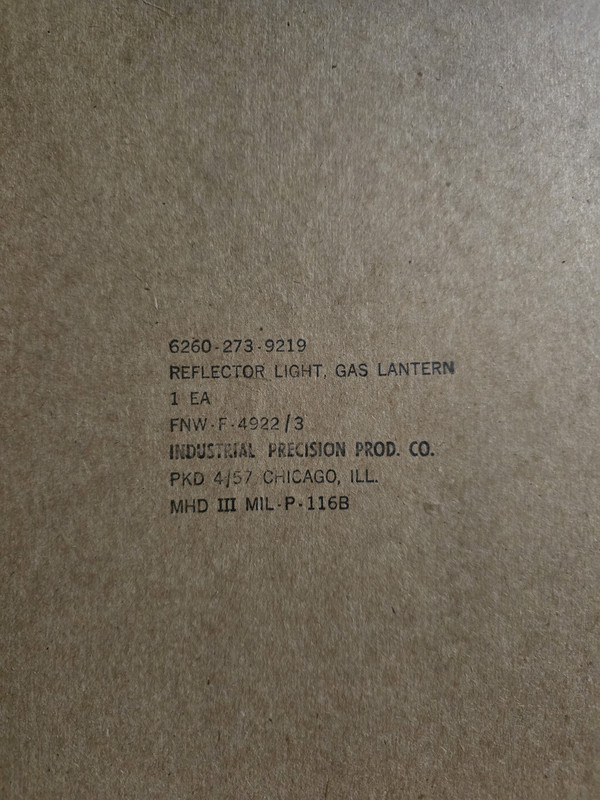 6260-273-9219
REFLECTOR LIGHT, GAS LANTERN
1 EA
FNW-F-4922/3
INDUSTRIAL PRECISION PROD. CO.
PKD 4/57 CHICAGO, ILL.
MHD III MIL-P-116B